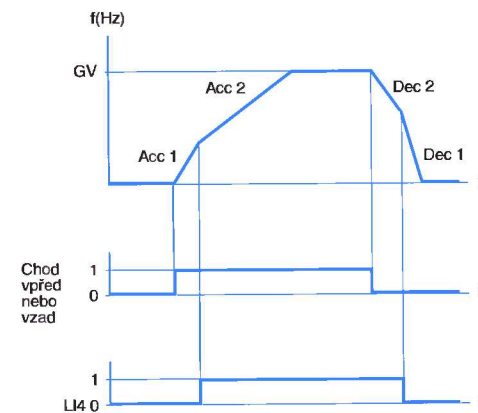 f(Hz)
GV
Acc 2
Dec 2
Acc 1
Dec 1
Chod
vpřed
nebo
vzad
1
0
1
LI4 0